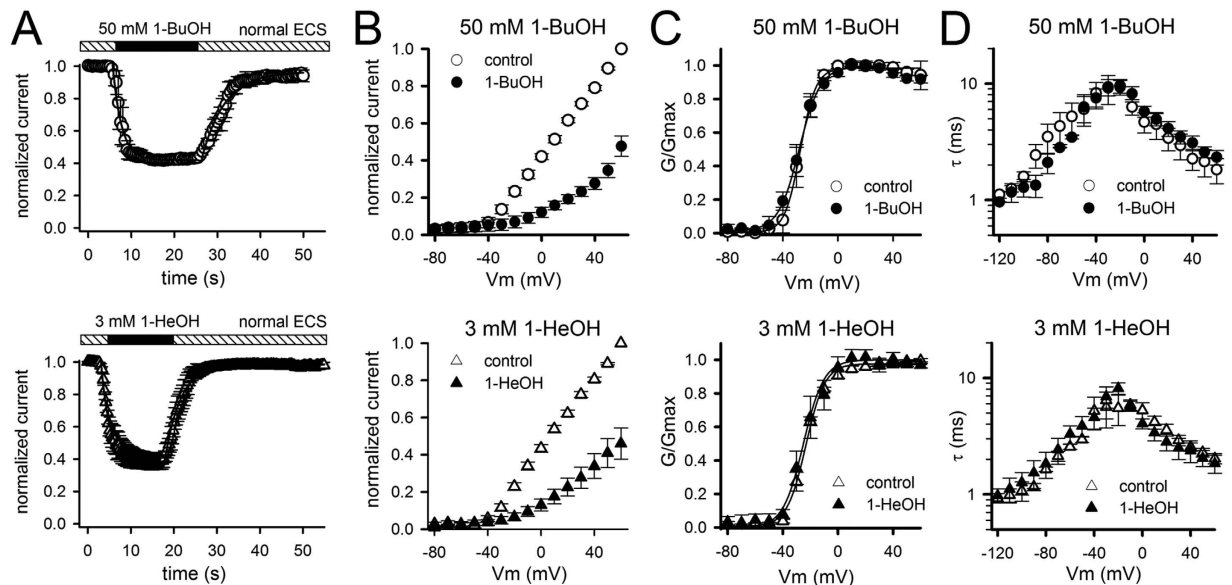 A
50 mM 1-BuOH normal ECS
normalized current
1.0
0.8
0.6
0.4
0.2
0.0
0 10 20 30 40 50
time (s)
B
50 mM 1-BuOH
control
1-BuOH
normalized current
1.0
0.8
0.6
0.4
0.2
0.0
-80 -40 0 40
Vm (mV)
C
50 mM 1-BuOH
G/Gmax
1.0
0.8
0.6
0.4
0.2
0.0
control
1-BuOH
-80 -40 0 40
Vm (mV)
D
50 mM 1-BuOH
τ (ms)
10
1
control
1-BuOH
-120 -80 -40 0 40
Vm (mV)
3 mM 1-HeOH normal ECS
normalized current
1.0
0.8
0.6
0.4
0.2
0.0
0 10 20 30 40 50
time (s)
3 mM 1-HeOH
control
1-HeOH
normalized current
1.0
0.8
0.6
0.4
0.2
0.0
-80 -40 0 40
Vm (mV)
3 mM 1-HeOH
G/Gmax
1.0
0.8
0.6
0.4
0.2
0.0
control
1-HeOH
-80 -40 0 40
Vm (mV)
3 mM 1-HeOH
τ (ms)
10
1
control
1-HeOH
-120 -80 -40 0 40
Vm (mV)